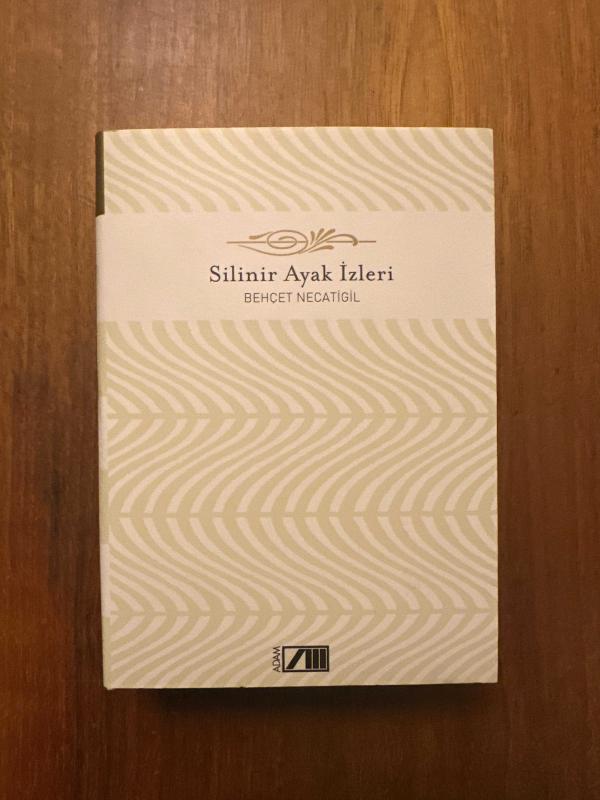 Silinir Ayak İzleri
BEHÇET NECATİGİL
ADAM